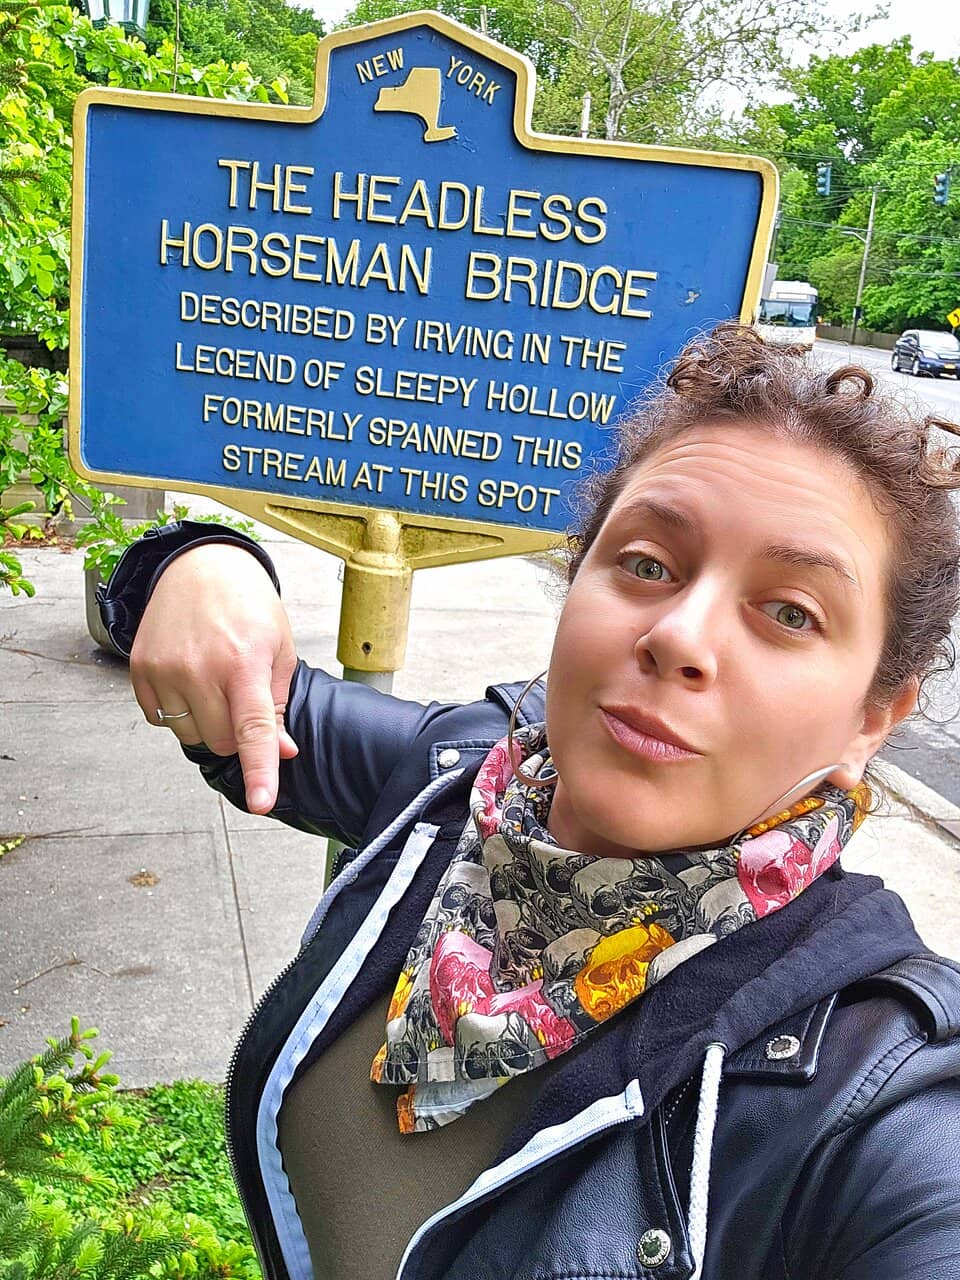 NEW YORK
THE HEADLESS
HORSEMAN BRIDGE
DESCRIBED BY IRVING IN THE
LEGEND OF SLEEPY HOLLOW
FORMERLY SPANNED THIS
STREAM AT THIS SPOT